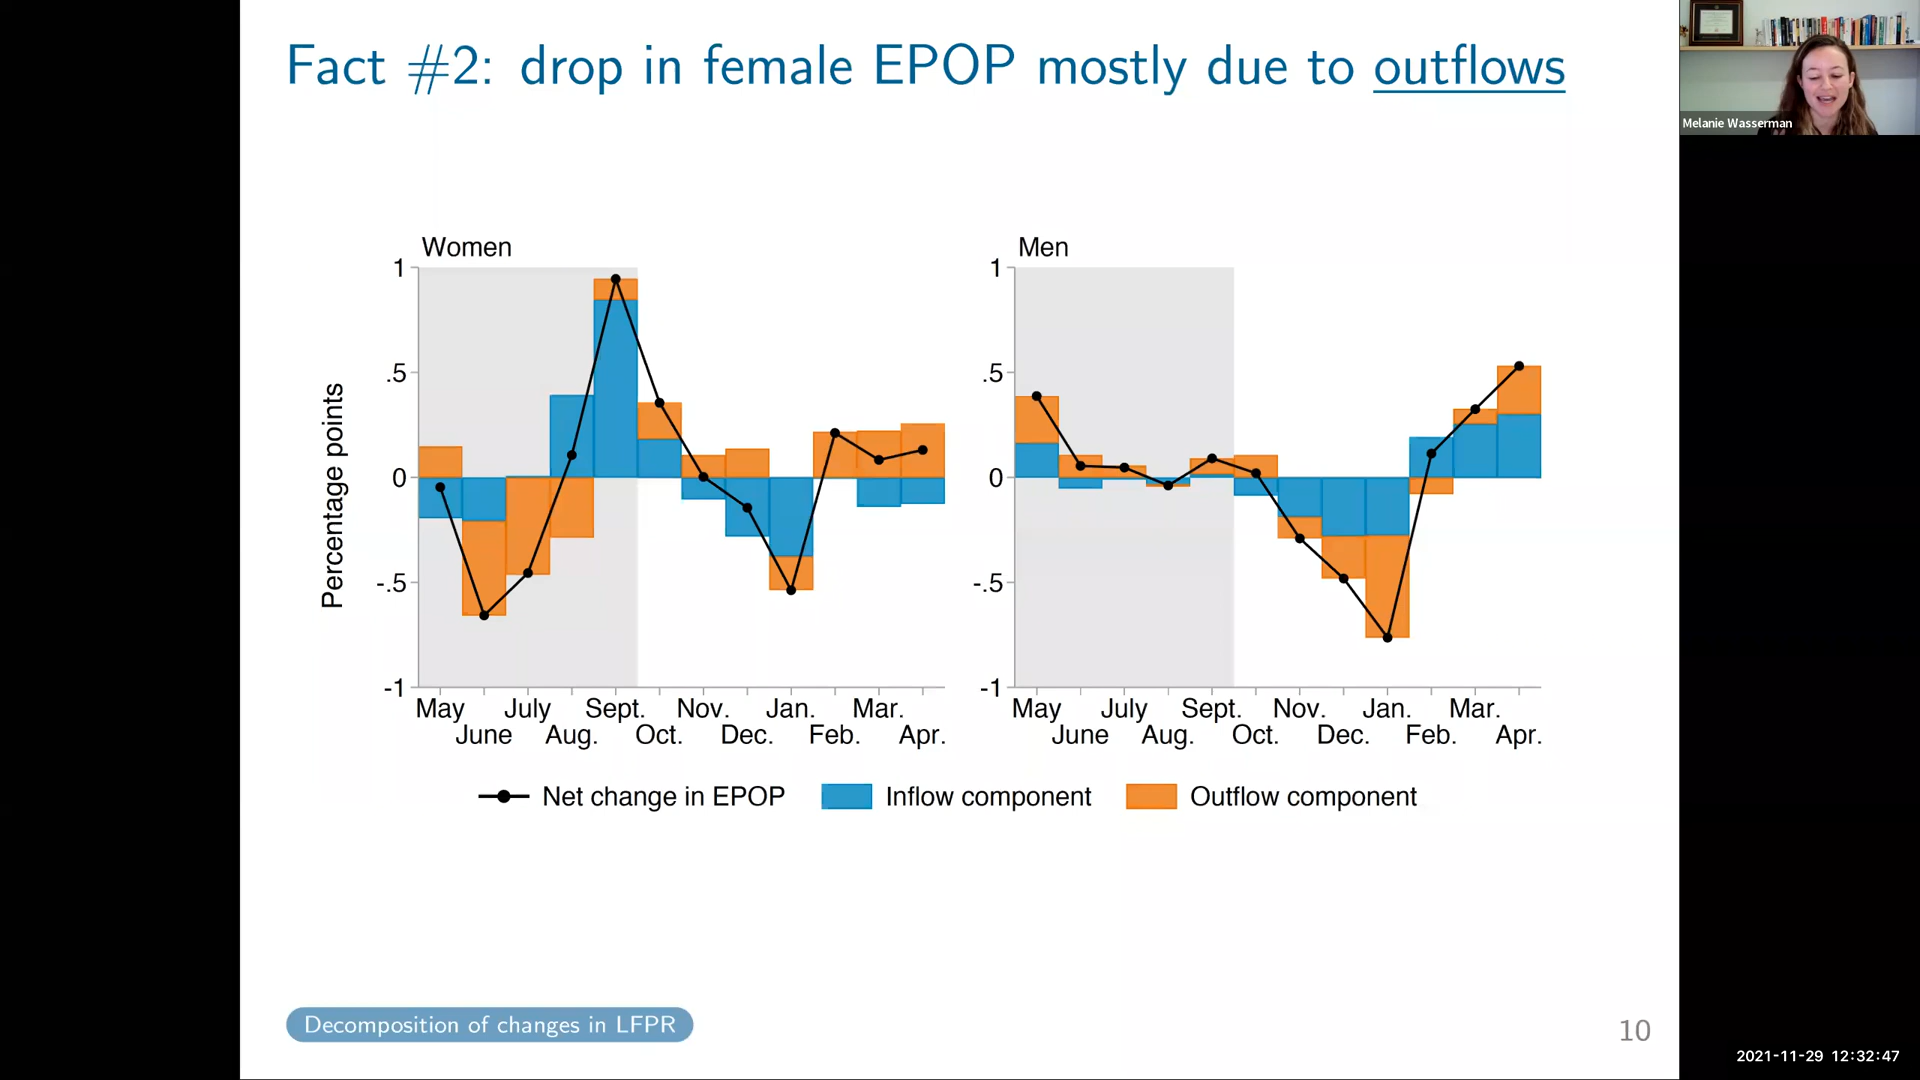 Fact #2: drop in female EPOP mostly due to outflows
Melanie Wasserman
Women
Men
Percentage points
1
.5
0
-.5
-1
1
.5
0
-.5
-1
May July Sept. Nov. Jan. Mar.
June Aug. Oct. Dec. Feb. Apr.
May July Sept. Nov. Jan. Mar.
June Aug. Oct. Dec. Feb. Apr.
Net change in EPOP Inflow component Outflow component
Decomposition of changes in LFPR
10
2021-11-29 12:32:47